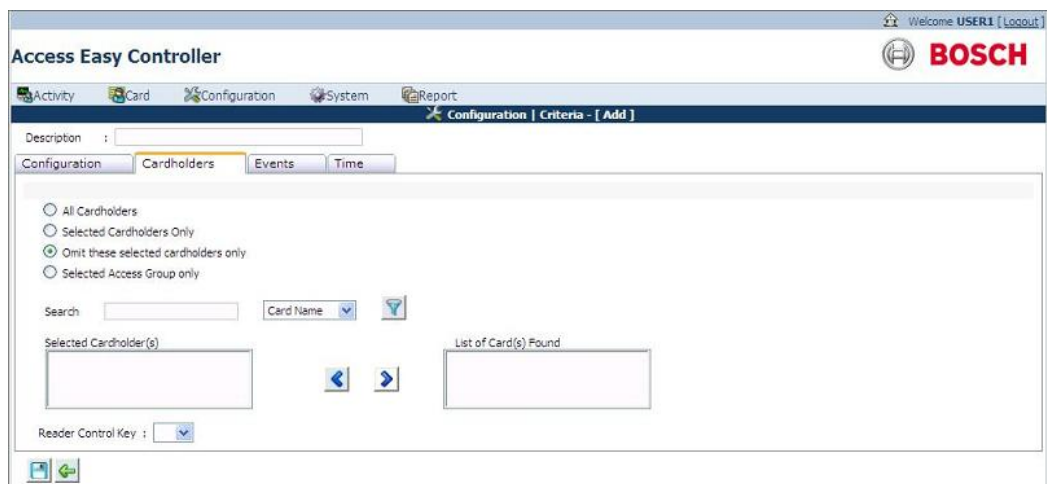 Welcome USER1 [Logout]
Access Easy Controller
BOSCH
Activity Card Configuration System Report
Configuration | Criteria - [ Add ]
Description :
Configuration Cardholders Events Time
All Cardholders
Selected Cardholders Only
Omit these selected cardholders only
Selected Access Group only
Search Card Name
Selected Cardholder(s) List of Card(s) Found
Reader Control Key :